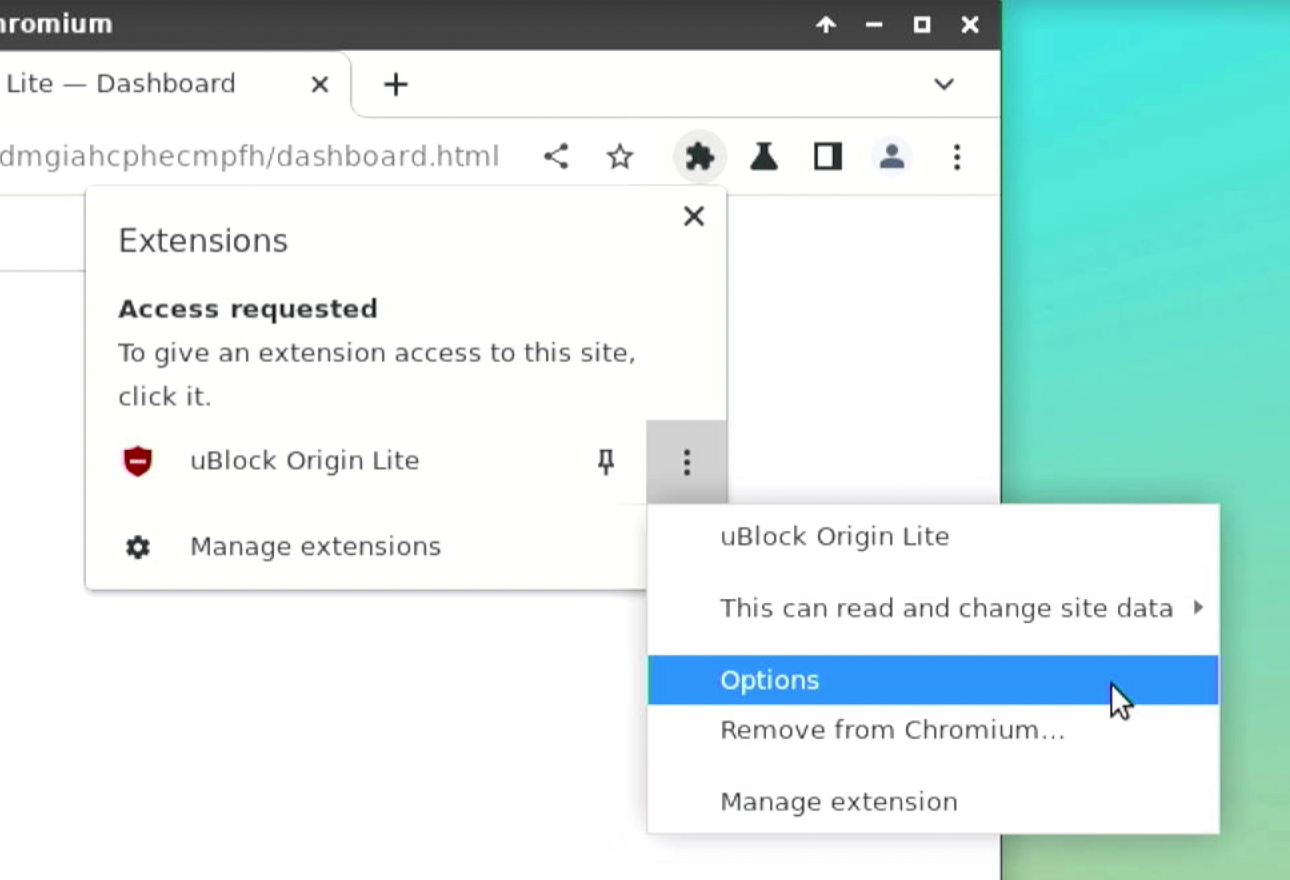 hromium
Lite — Dashboard
dmgiahcphecmpfh/dashboard.html
Extensions
Access requested
To give an extension access to this site,
click it.
uBlock Origin Lite
Manage extensions
uBlock Origin Lite
This can read and change site data
Options
Remove from Chromium...
Manage extension